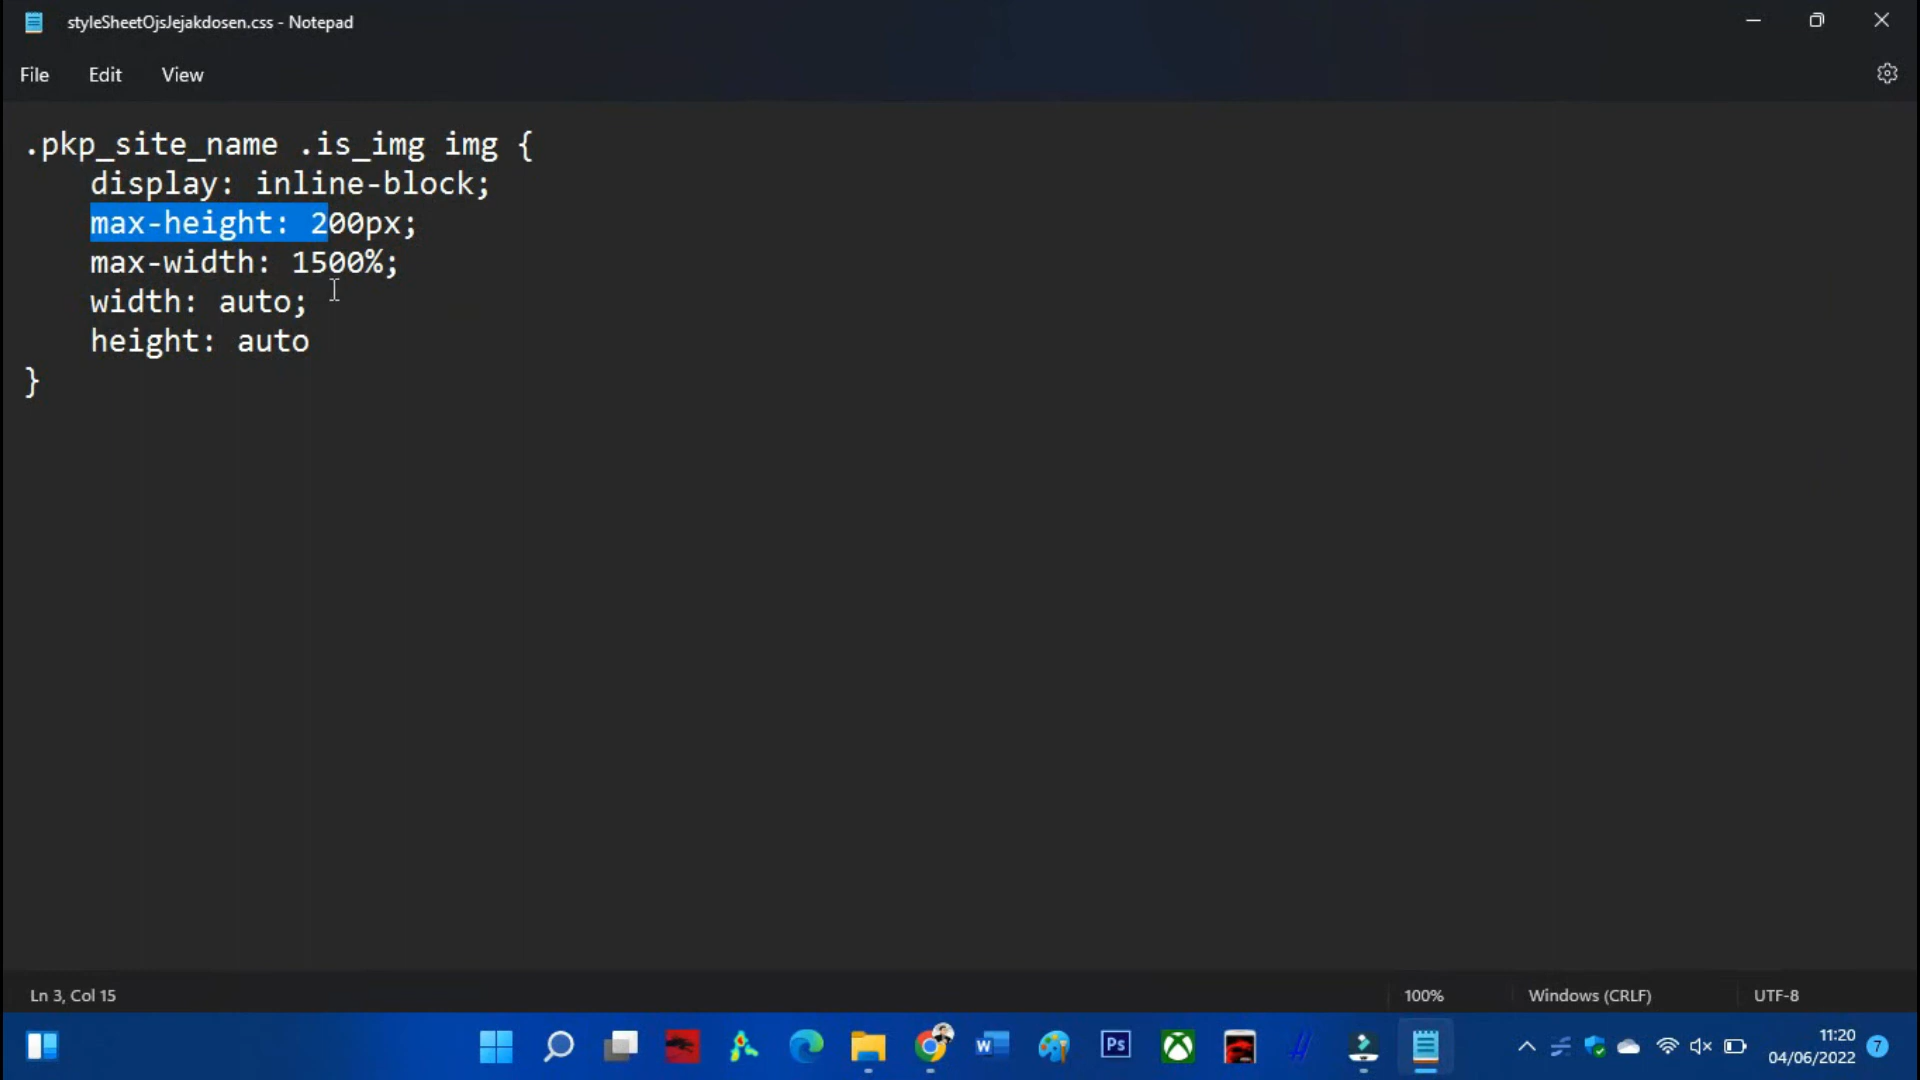 styleSheetOjsJejakdosen.css - Notepad
File Edit View
.pkp_site_name .is_img img {
display: inline-block;
max-height: 200px;
max-width: 1500%;
width: auto;
height: auto
}
Ln 3, Col 15
100%
Windows (CRLF)
UTF-8
W
Ps
11:20
04/06/2022
7